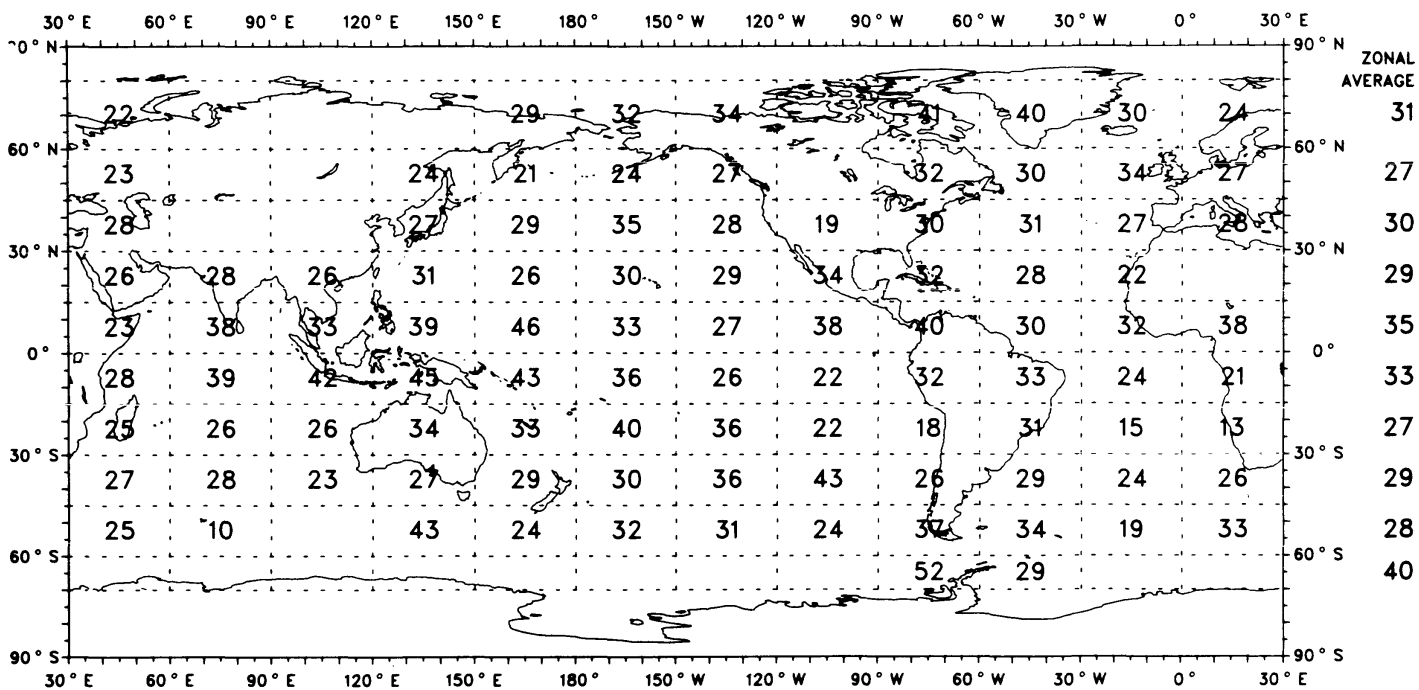 30° E 60° E 90° E 120° E 150° E 180° 150° W 120° W 90° W 60° W 30° W 0° 30° E
70° N 90° N
ZONAL
AVERAGE
22 29 32 34 41 40 30 24 31
60° N 60° N
23 24 21 24 27 32 30 34 27 27
28 27 29 35 28 19 30 31 27 28 30
30° N 30° N
26 28 26 31 26 30 29 34 32 28 22 29
23 38 33 39 46 33 27 38 40 30 32 38 35
0° 0°
28 39 42 45 43 36 26 22 32 33 24 21 33
25 26 26 34 33 40 36 22 18 31 15 13 27
30° S 30° S
27 28 23 27 29 30 36 43 26 29 24 26 29
25 10 43 24 32 31 24 37 34 19 33 28
60° S 60° S
52 29 40
90° S 90° S
30° E 60° E 90° E 120° E 150° E 180° 150° W 120° W 90° W 60° W 30° W 0° 30° E